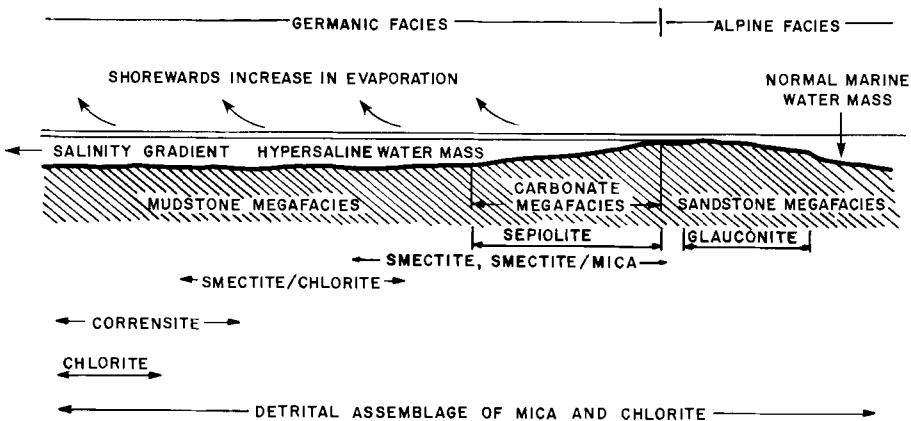 GERMANIC FACIES
ALPINE FACIES
SHOREWARDS INCREASE IN EVAPORATION
NORMAL MARINE
WATER MASS
SALINITY GRADIENT HYPERSALINE WATER MASS
MUDSTONE MEGAFACIES
CARBONATE
MEGAFACIES
SANDSTONE MEGAFACIES
SEPIOLITE
GLAUCONITE
SMECTITE, SMECTITE/MICA
SMECTITE/CHLORITE
CORRENSITE
CHLORITE
DETRITAL ASSEMBLAGE OF MICA AND CHLORITE